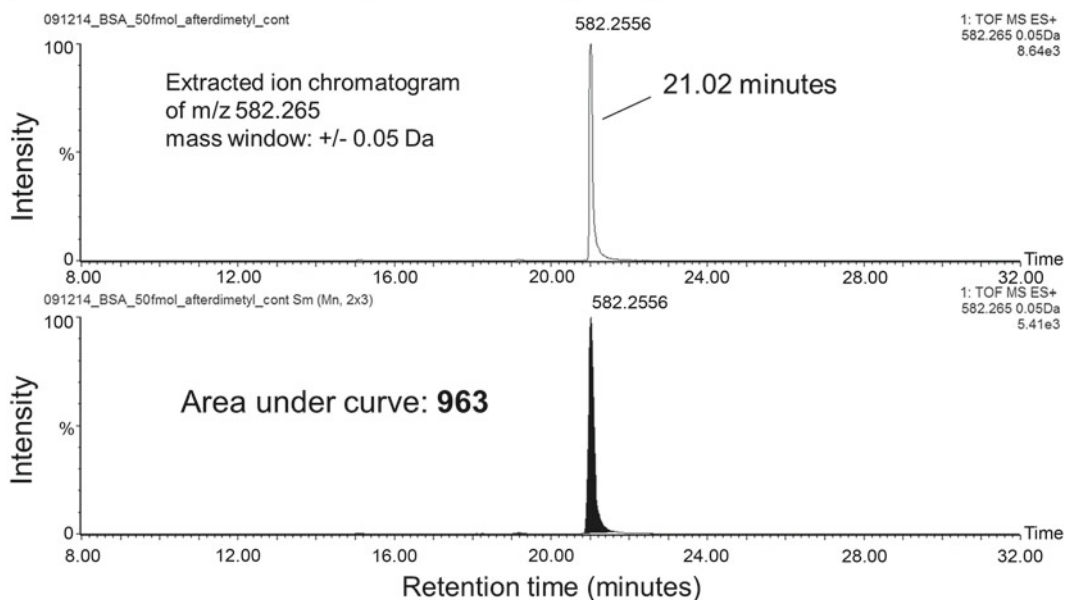 091214_BSA_50fmol_afterdimetyl_cont
582.2556
1: TOF MS ES+
582.265 0.05Da
8.64e3
100
Extracted ion chromatogram
of m/z 582.265
mass window: +/- 0.05 Da
21.02 minutes
Intensity
%
0
Time
8.00 12.00 16.00 20.00 24.00 28.00 32.00
091214_BSA_50fmol_afterdimetyl_cont Sm (Mn, 2x3)
582.2556
1: TOF MS ES+
582.265 0.05Da
5.41e3
100
Area under curve: 963
Intensity
%
0
Time
8.00 12.00 16.00 20.00 24.00 28.00 32.00
Retention time (minutes)